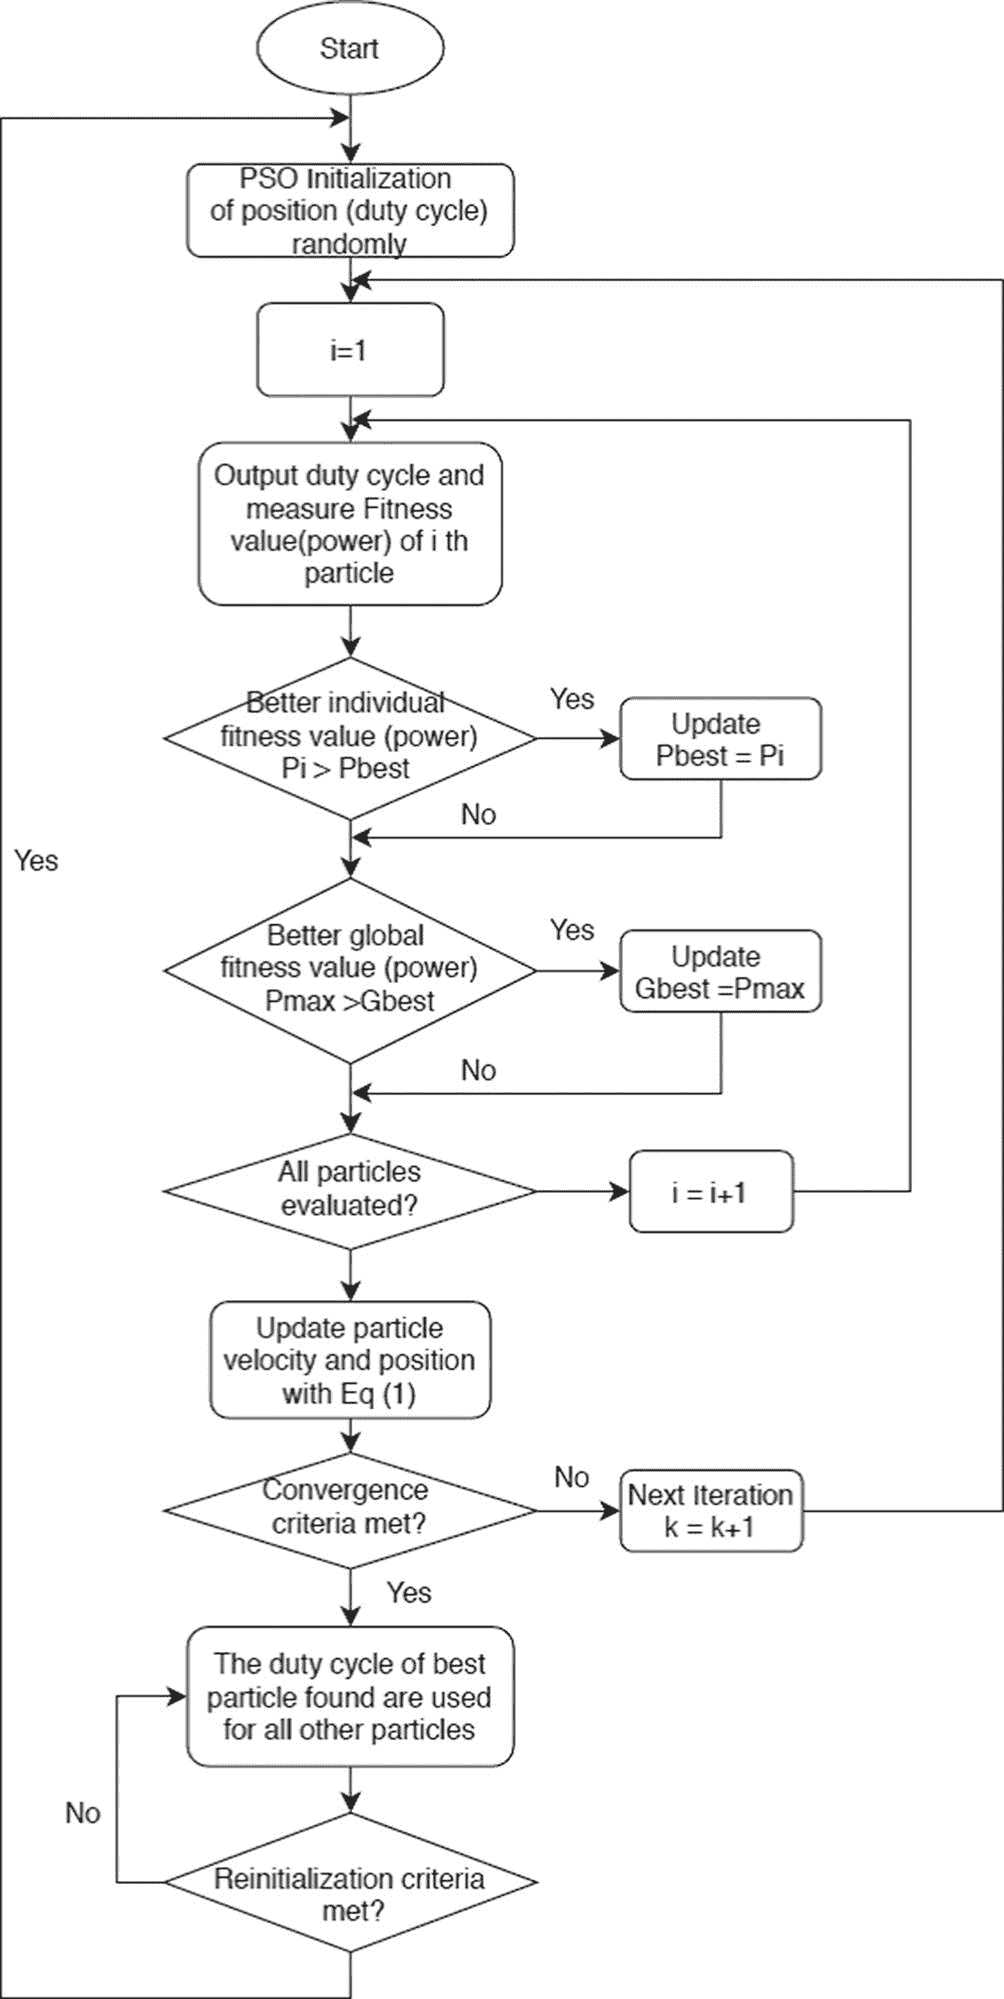 Start
PSO Initialization
of position (duty cycle)
randomly
i=1
Output duty cycle and
measure Fitness
value(power) of i th
particle
Better individual
fitness value (power)
Pi > Pbest
Yes
Update
Pbest = Pi
No
Yes
Better global
fitness value (power)
Pmax >Gbest
Yes
Update
Gbest =Pmax
No
All particles
evaluated?
i = i+1
Update particle
velocity and position
with Eq (1)
Convergence
criteria met?
No
Next Iteration
k = k+1
Yes
The duty cycle of best
particle found are used
for all other particles
No
Reinitialization criteria
met?